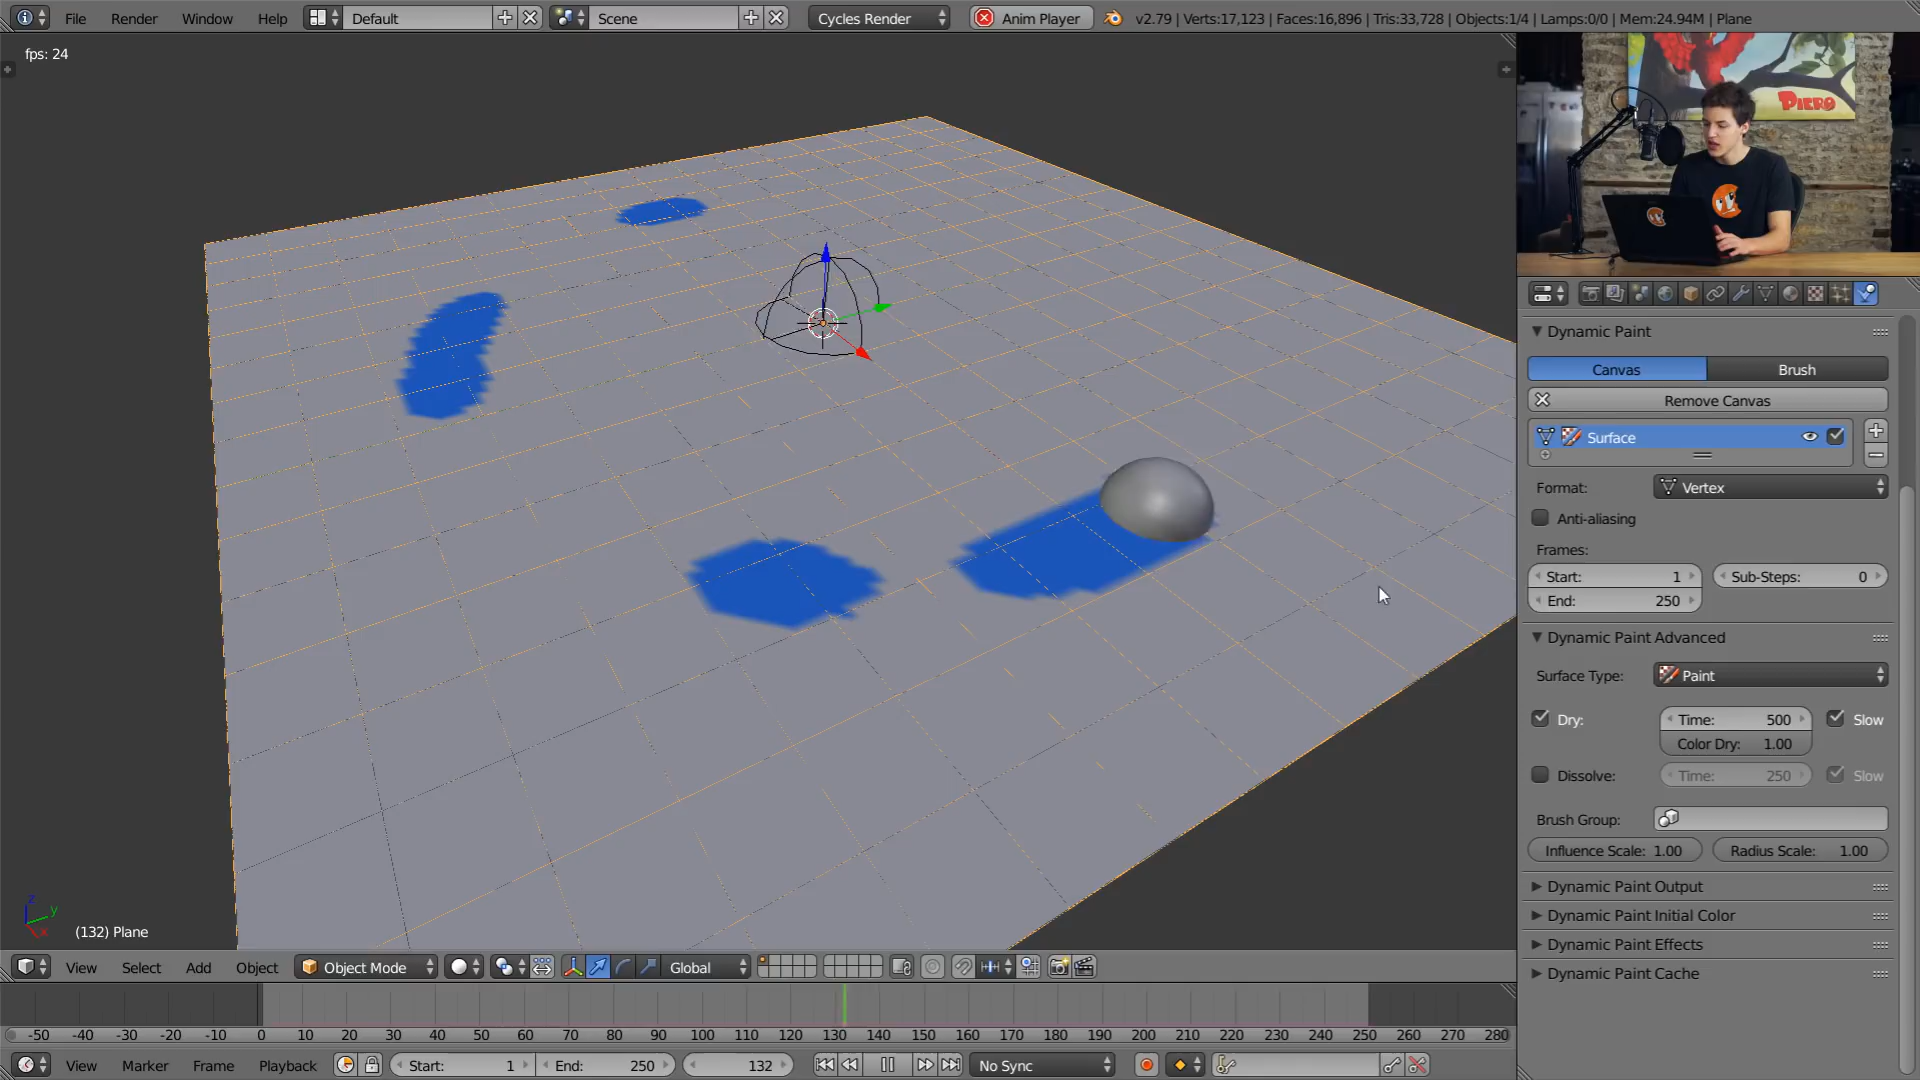 File Render Window Help Default Scene Cycles Render Anim Player v2.79 | Verts:17,123 | Faces:16,896 | Tris:33,728 | Objects:1/4 | Lamps:0/0 | Mem:24.94M | Plane
fps: 24
PIERO
Dynamic Paint
Canvas Brush
Remove Canvas
Surface
Format: Vertex
Anti-aliasing
Frames:
Start: 1 Sub-Steps: 0
End: 250
Dynamic Paint Advanced
Surface Type: Paint
Dry: Time: 500 Slow
Color Dry: 1.00
Dissolve: Time: 250 Slow
Brush Group:
Influence Scale: 1.00 Radius Scale: 1.00
Dynamic Paint Output
Dynamic Paint Initial Color
Dynamic Paint Effects
Dynamic Paint Cache
z
y
x
(132) Plane
View Select Add Object Object Mode Global
-50 -40 -30 -20 -10 0 10 20 30 40 50 60 70 80 90 100 110 120 130 140 150 160 170 180 190 200 210 220 230 240 250 260 270 280
View Marker Frame Playback Start: 1 End: 250 132 No Sync